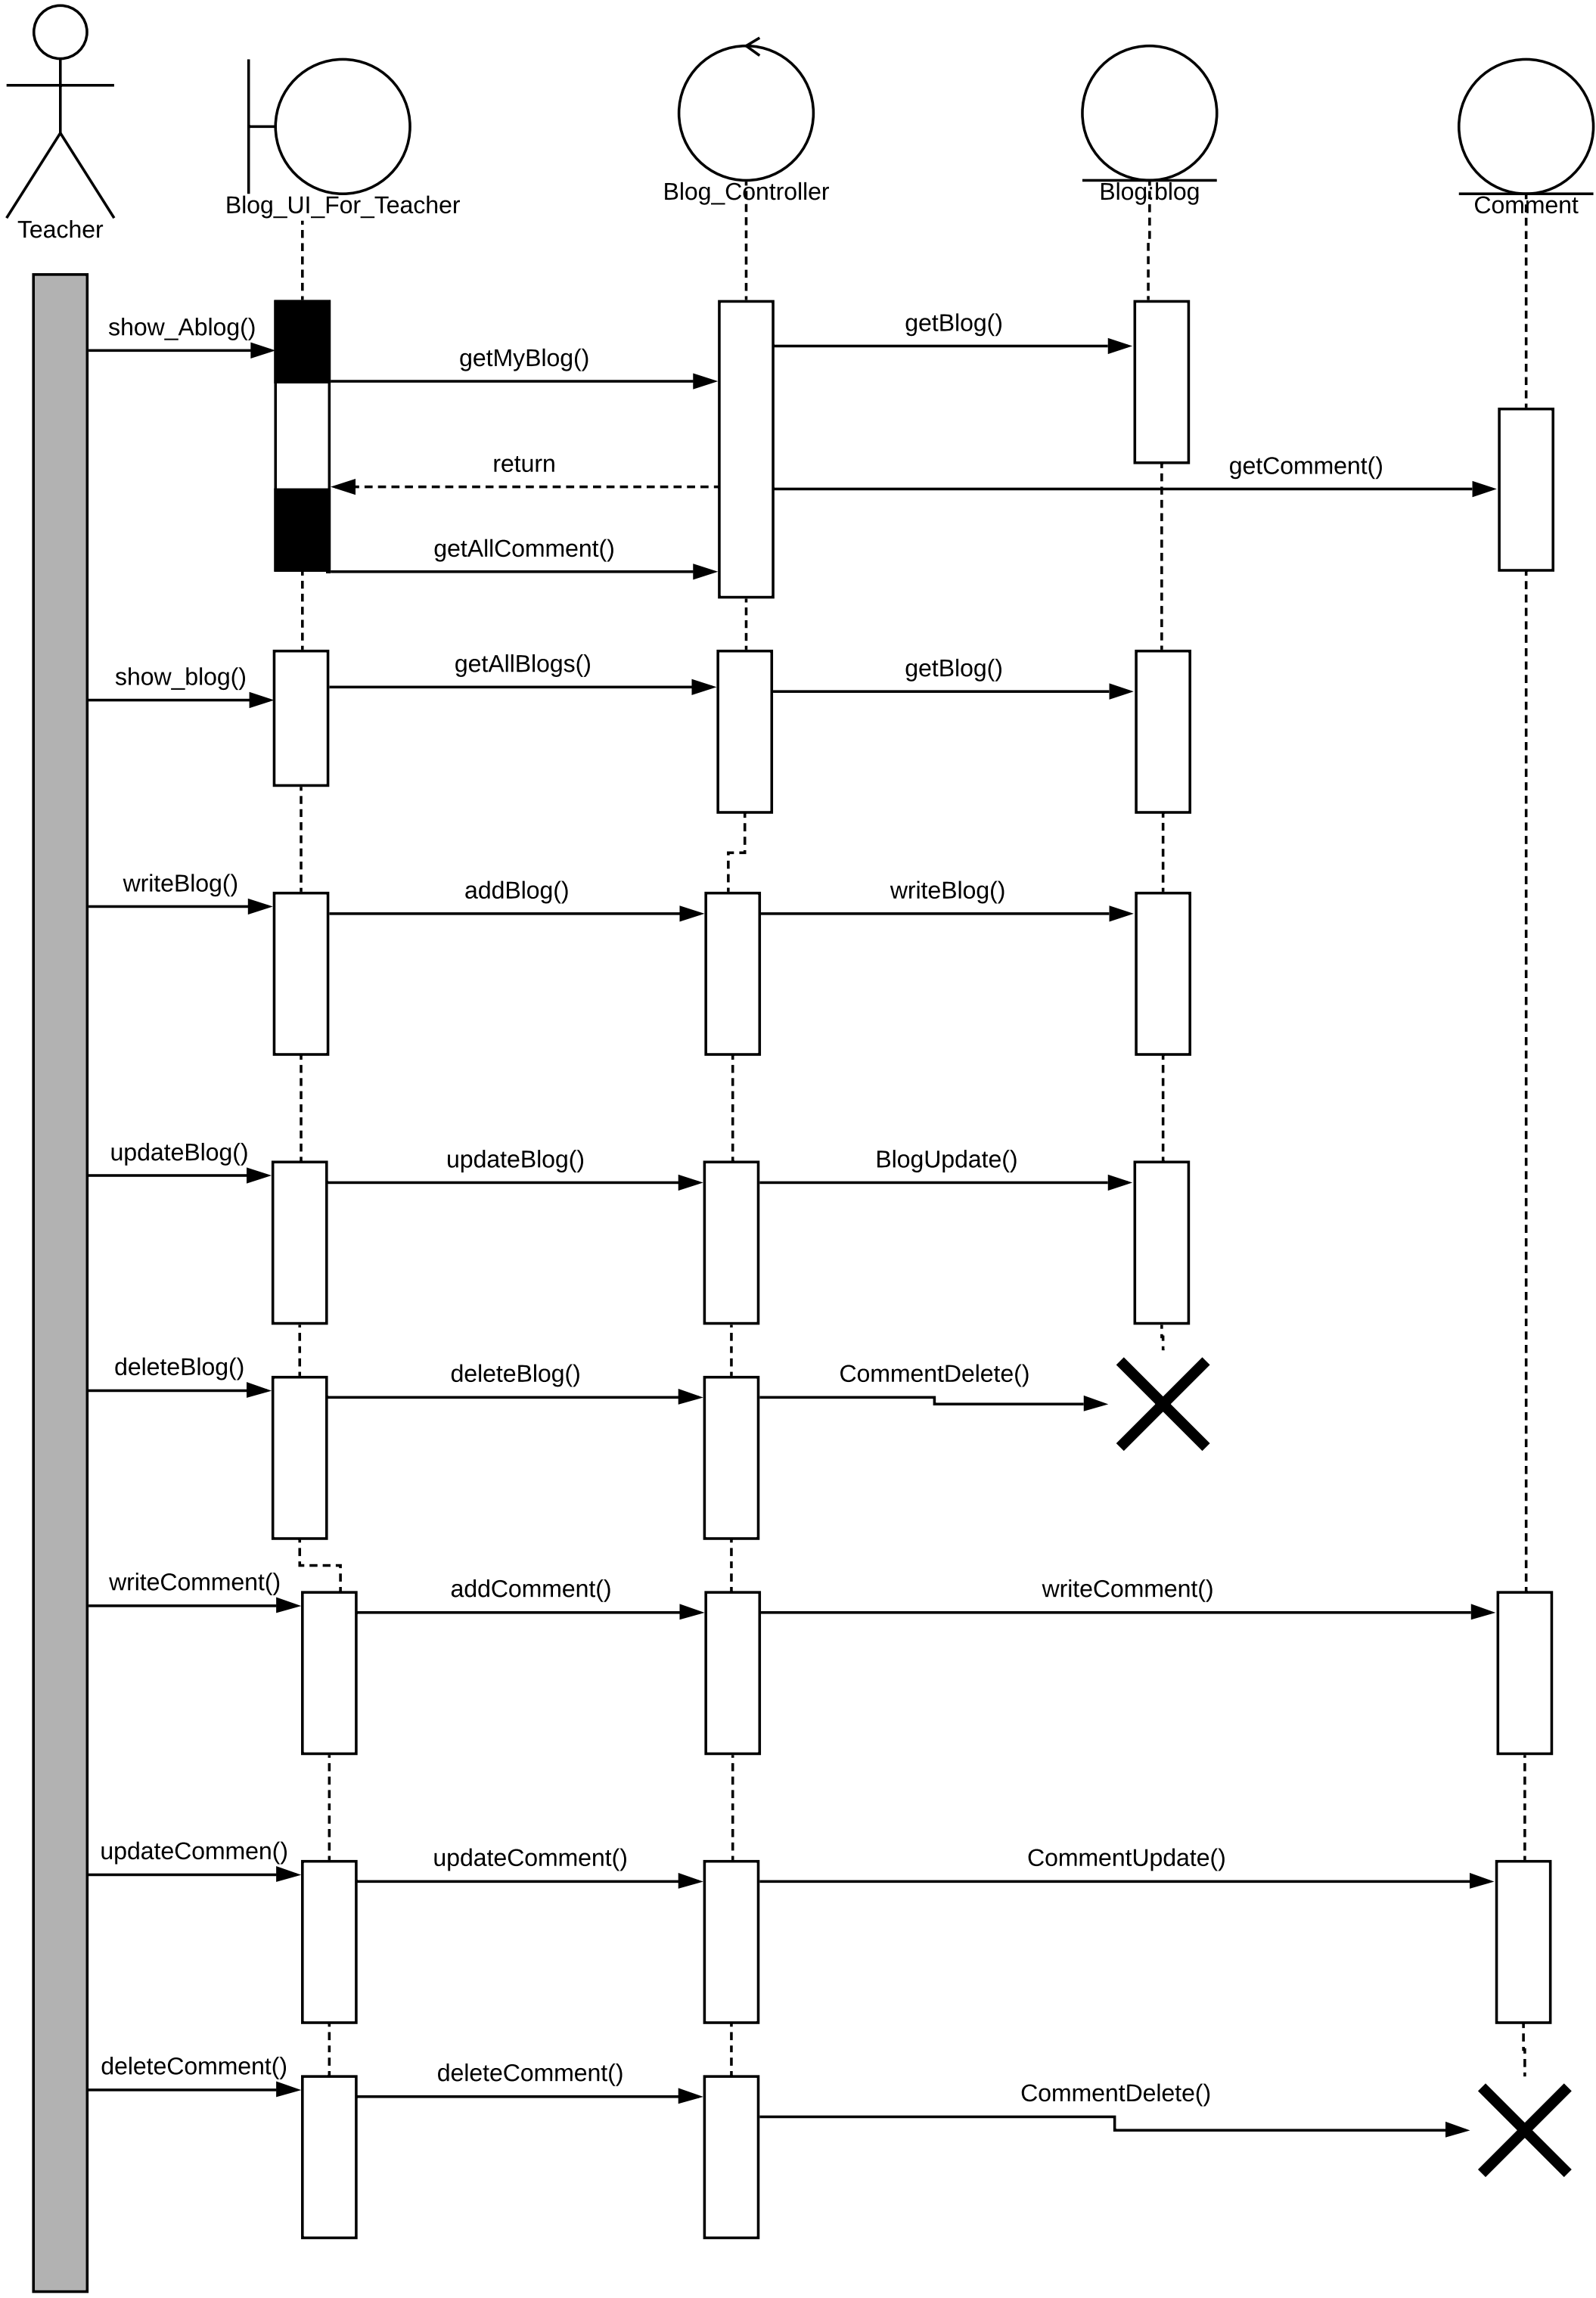 Teacher
Blog_UI_For_Teacher
Blog_Controller
Blog:blog
Comment
show_Ablog()
getMyBlog()
getBlog()
return
getComment()
getAllComment()
show_blog()
getAllBlogs()
getBlog()
writeBlog()
addBlog()
writeBlog()
updateBlog()
updateBlog()
BlogUpdate()
deleteBlog()
deleteBlog()
CommentDelete()
writeComment()
addComment()
writeComment()
updateCommen()
updateComment()
CommentUpdate()
deleteComment()
deleteComment()
CommentDelete()